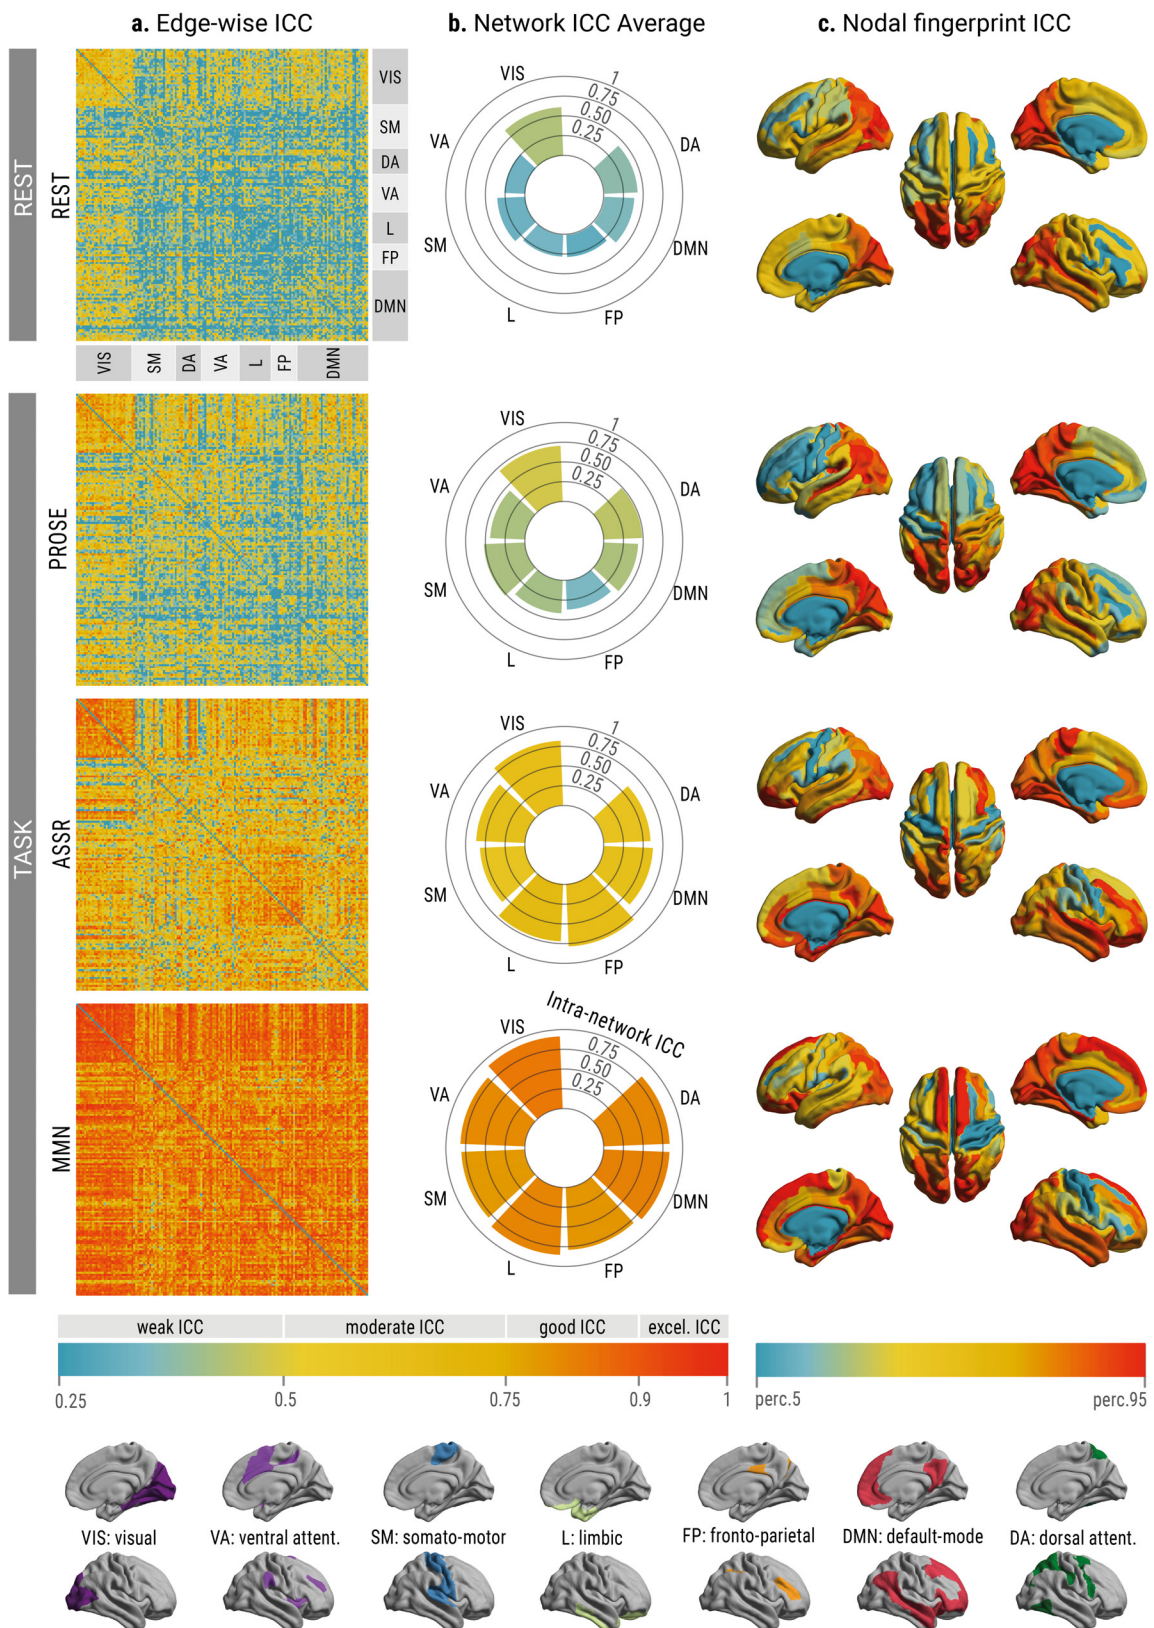 a. Edge-wise ICC
b. Network ICC Average
c. Nodal fingerprint ICC
REST
REST
VIS
SM
DA
VA
L
FP
DMN
VIS
SM
DA
VA
L
FP
DMN
VIS
1
0.75
0.50
0.25
VA
DA
SM
DMN
L
FP
TASK
PROSE
VIS
1
0.75
0.50
0.25
VA
DA
SM
DMN
L
FP
ASSR
VIS
1
0.75
0.50
0.25
VA
DA
SM
DMN
L
FP
MMN
Intra-network ICC
VIS
0.75
0.50
0.25
VA
DA
SM
DMN
L
FP
weak ICC
moderate ICC
good ICC
excel. ICC
0.25
0.5
0.75
0.9
1
perc.5
perc.95
VIS: visual
VA: ventral attent.
SM: somato-motor
L: limbic
FP: fronto-parietal
DMN: default-mode
DA: dorsal attent.